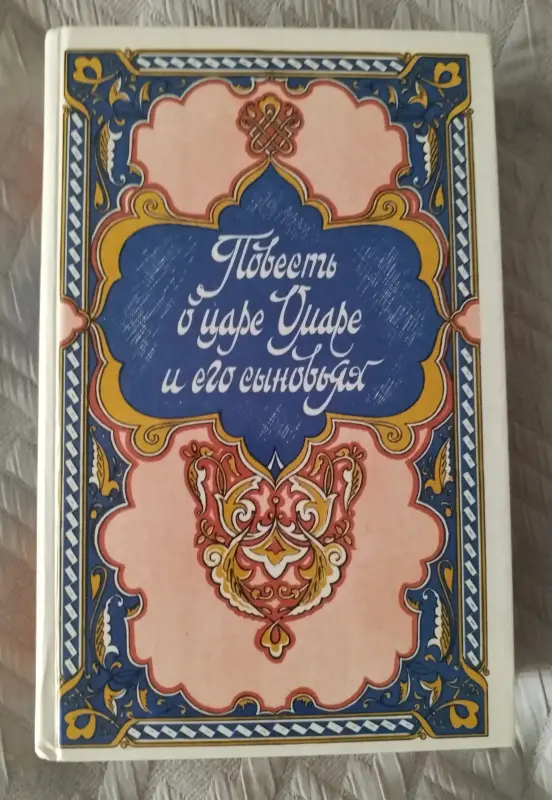 Повесть
о царе Омаре
и его сыновьях